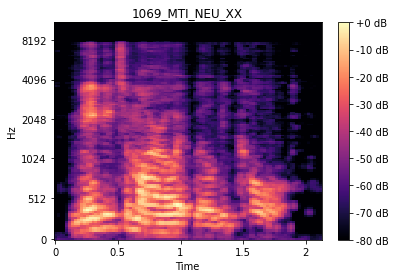 1069_MTI_NEU_XX
8192
4096
2048
1024
512
0
Hz
0
0.5
1
1.5
2
Time
+0 dB
-10 dB
-20 dB
-30 dB
-40 dB
-50 dB
-60 dB
-70 dB
-80 dB